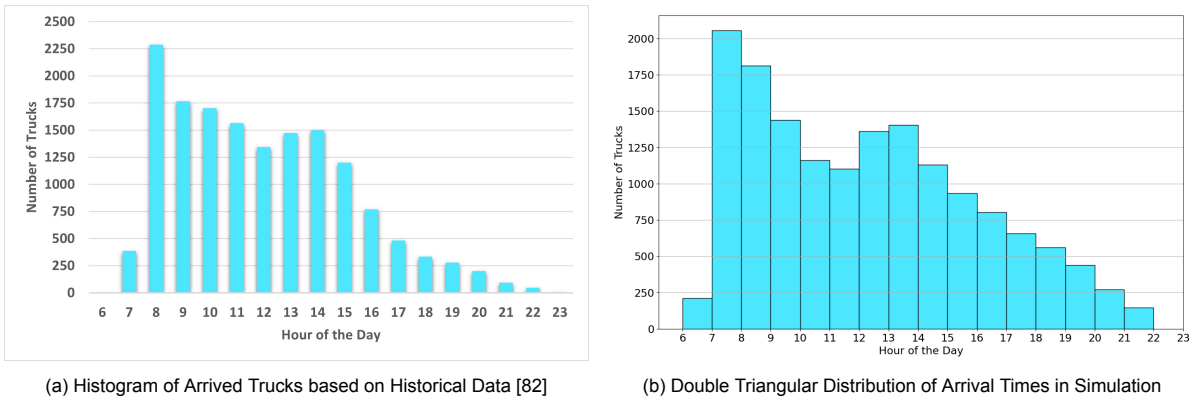 2500
2250
2000
1750
1500
1250
1000
750
500
250
0
Number of Trucks
6 7 8 9 10 11 12 13 14 15 16 17 18 19 20 21 22 23
Hour of the Day
(a) Histogram of Arrived Trucks based on Historical Data [82]
2000
1750
1500
1250
1000
750
500
250
0
Number of Trucks
6 7 8 9 10 11 12 13 14 15 16 17 18 19 20 21 22 23
Hour of the Day
(b) Double Triangular Distribution of Arrival Times in Simulation